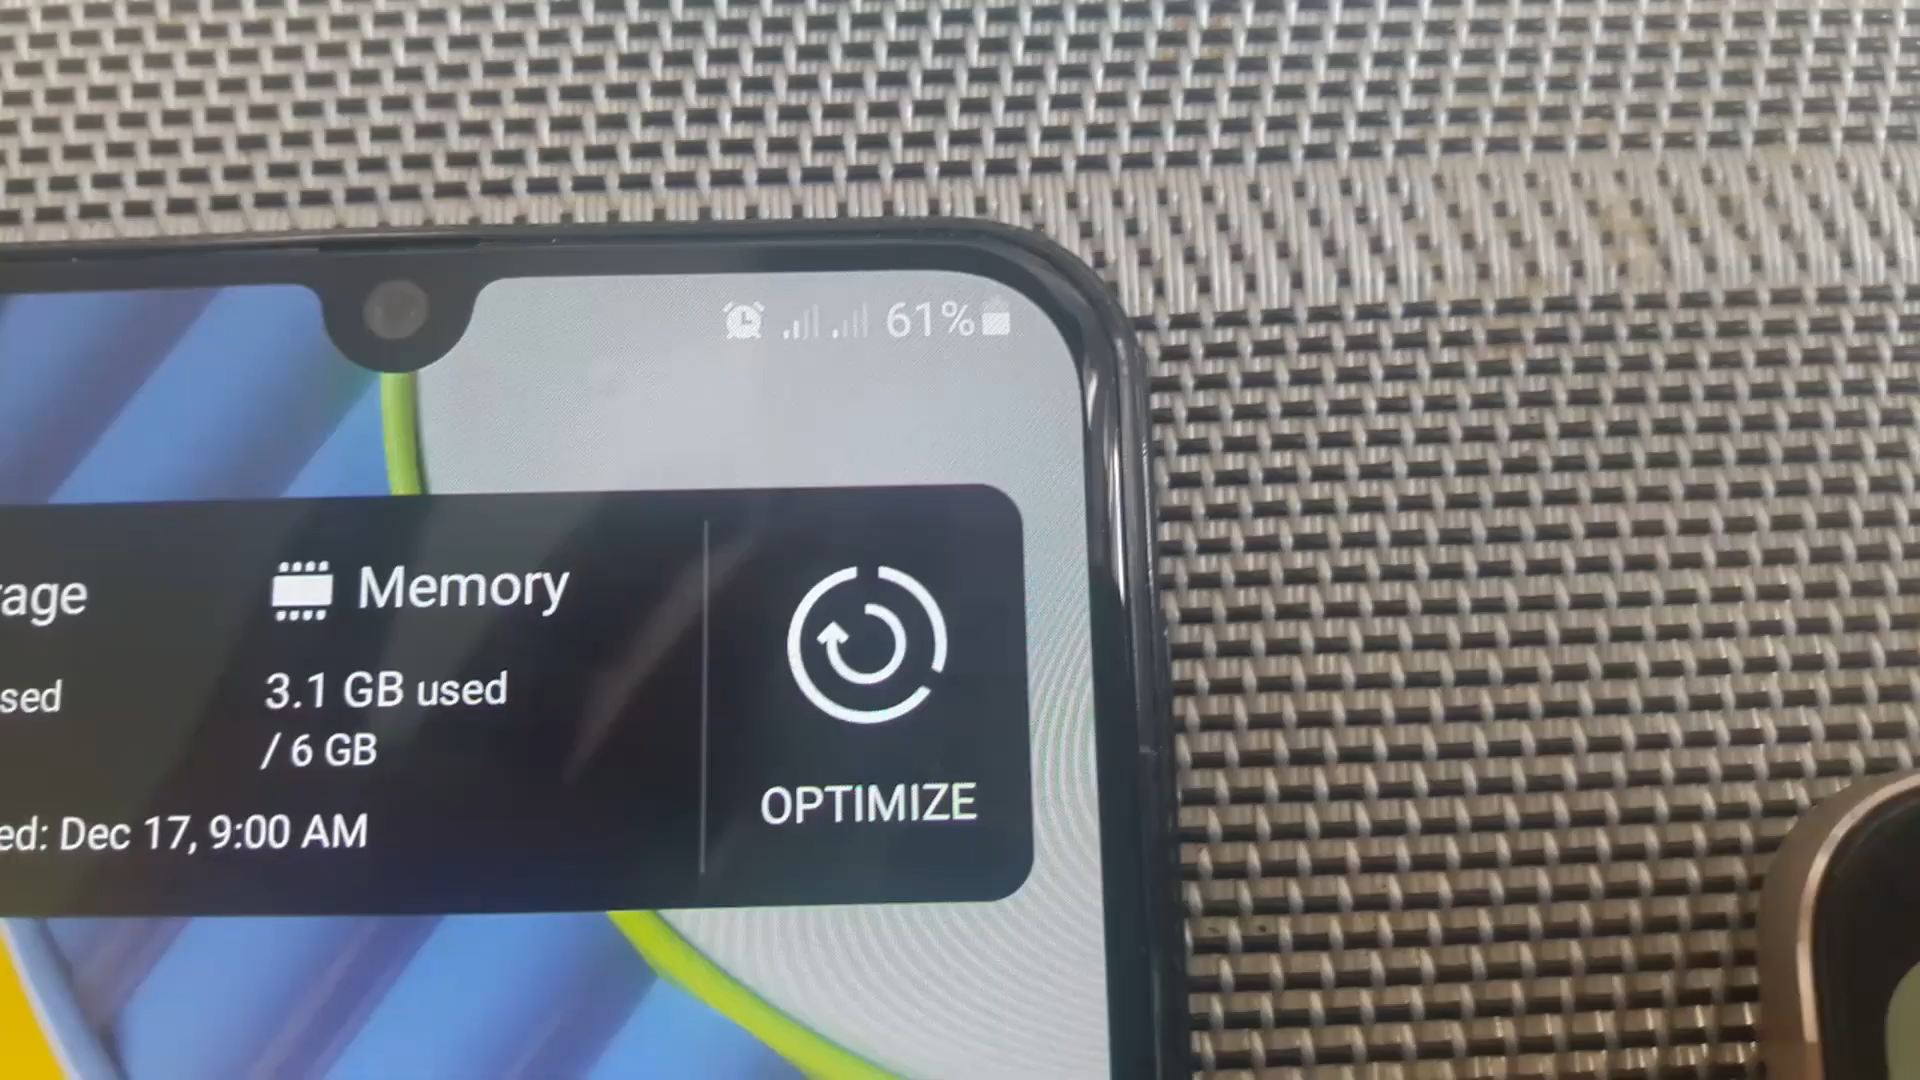 61%
rage Memory
sed 3.1 GB used
/ 6 GB
ed: Dec 17, 9:00 AM
OPTIMIZE